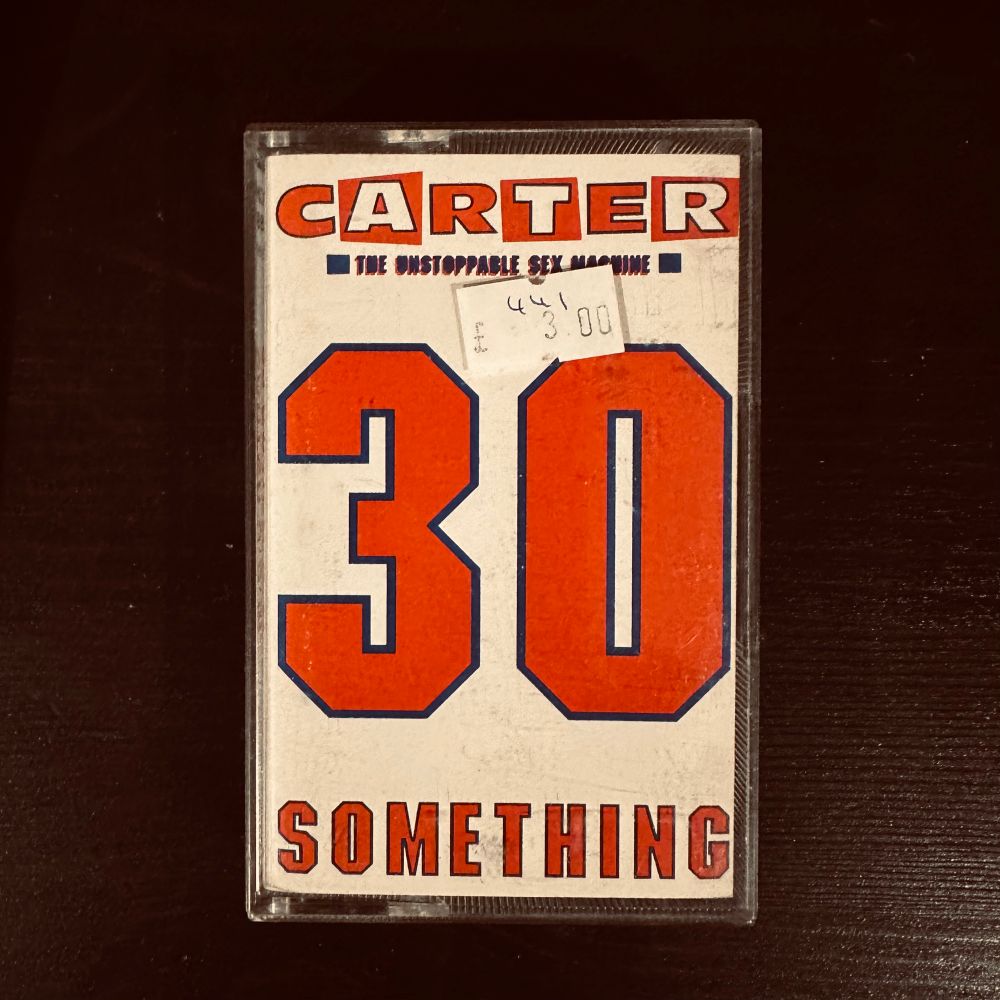 CARTER
THE UNSTOPPABLE SEX MACHINE
441
£ 3.00
30
SOMETHING